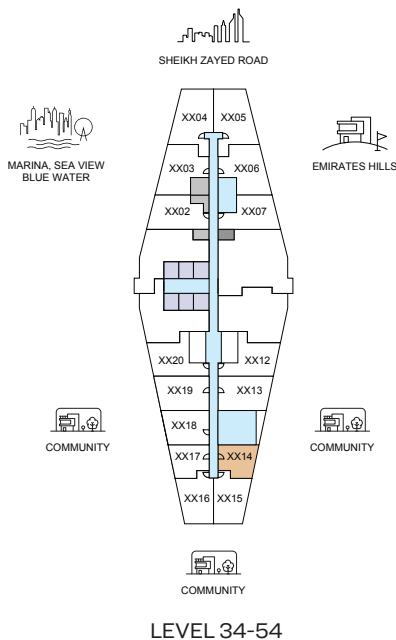 SHEIKH ZAYED ROAD
XX04 XX05
MARINA, SEA VIEW
BLUE WATER
EMIRATES HILLS
XX03 XX06
XX02 XX07
XX20 XX12
XX19 XX13
XX18
COMMUNITY
COMMUNITY
XX17 XX14
XX16 XX15
COMMUNITY
LEVEL 34-54